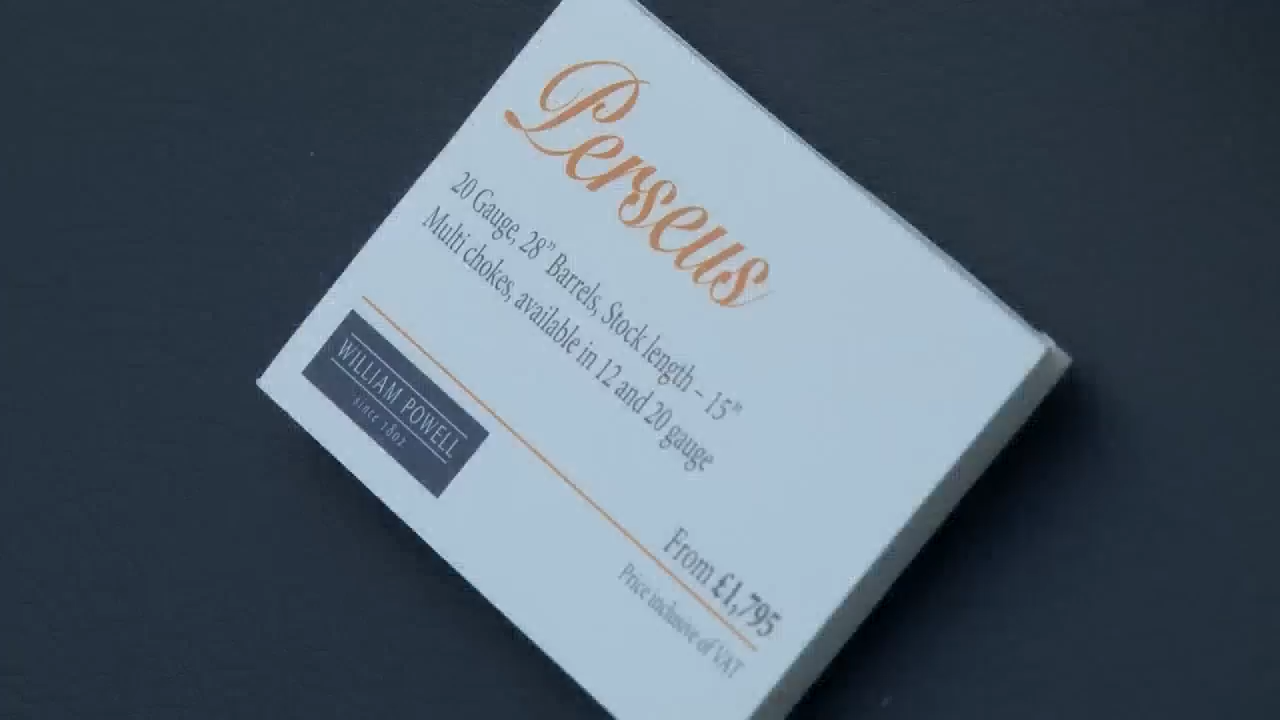 Perseus
20 Gauge, 28” Barrels, Stock length – 15”
Multi chokes, available in 12 and 20 gauge
WILLIAM POWELL
since 1802
From £1,795
Price inclusive of VAT